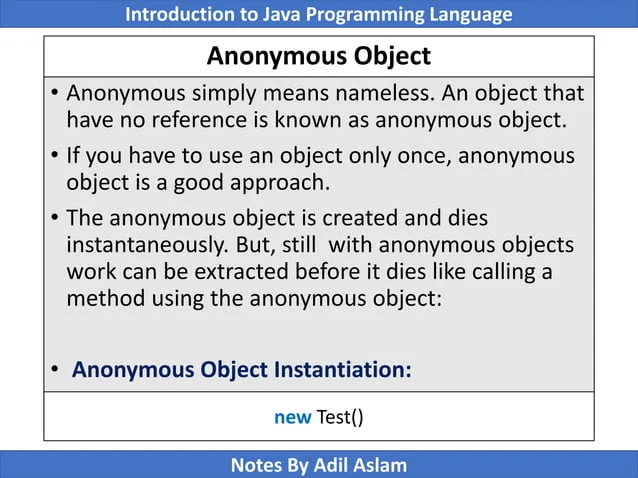 Introduction to Java Programming Language
Anonymous Object
• Anonymous simply means nameless. An object that
have no reference is known as anonymous object.
• If you have to use an object only once, anonymous
object is a good approach.
• The anonymous object is created and dies
instantaneously. But, still  with anonymous objects
work can be extracted before it dies like calling a
method using the anonymous object:
• Anonymous Object Instantiation:
new Test()
Notes By Adil Aslam